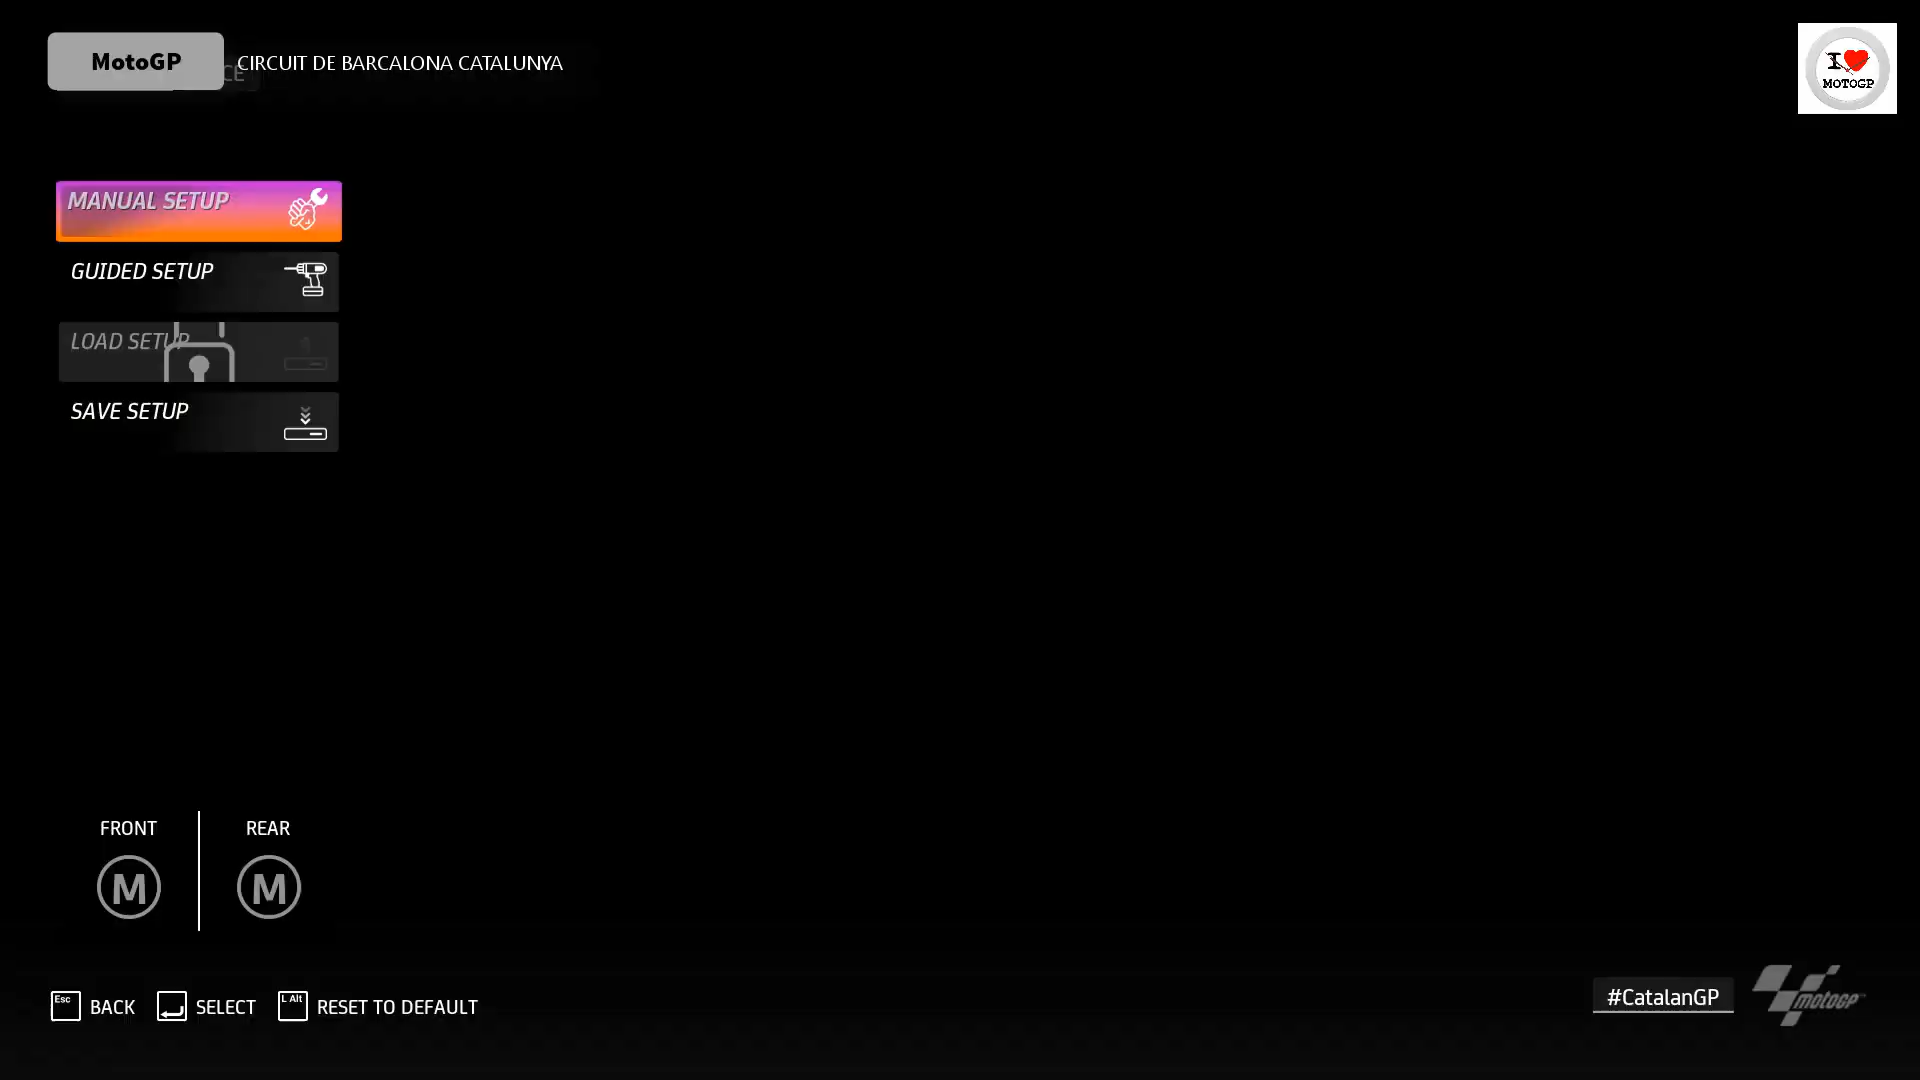 MotoGP
CIRCUIT DE BARCALONA CATALUNYA
I MOTOGP
MANUAL SETUP
GUIDED SETUP
LOAD SETUP
SAVE SETUP
FRONT REAR
M M
Esc BACK SELECT L Alt RESET TO DEFAULT
#CatalanGP
motoGP